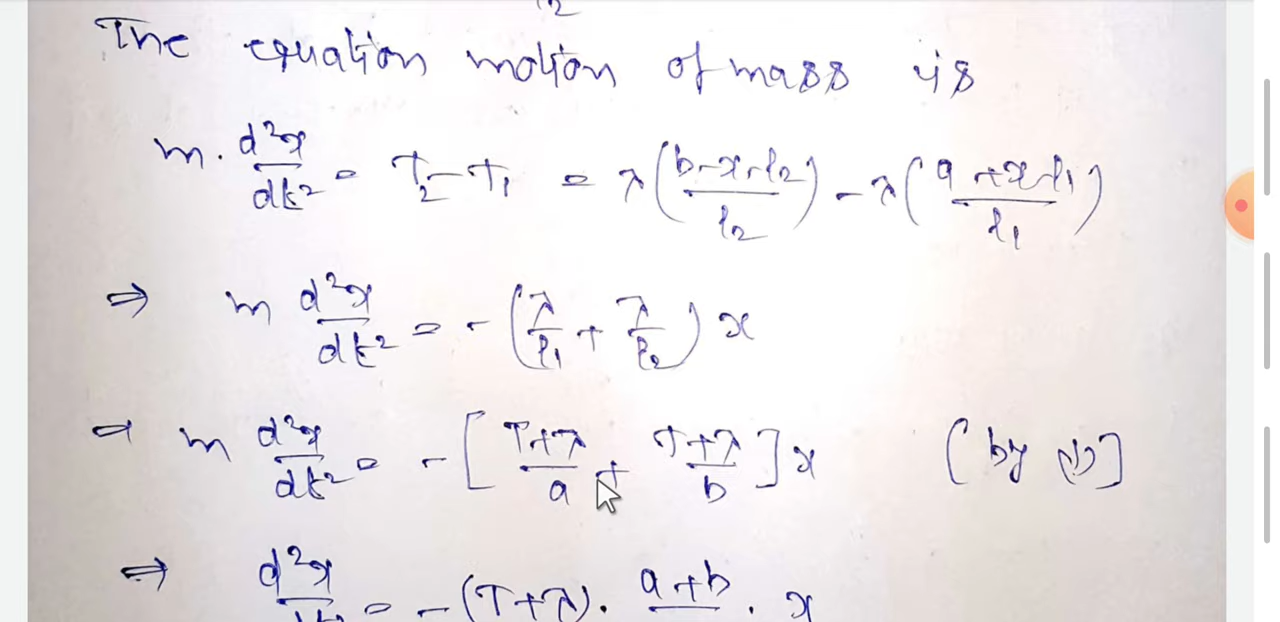 l2
The equation motion of mass is
m. d²x/dt² = T2 - T1 = λ(b-x-l2/l2) - λ(a+x-l1/l1)
⇒ m d²x/dt² = - (λ/l1 + λ/l2) x
⇒ m d²x/dt² = - [T+λ/a + T+λ/b] x (by (1)]
⇒ d²x = - (T+λ). a+b . x